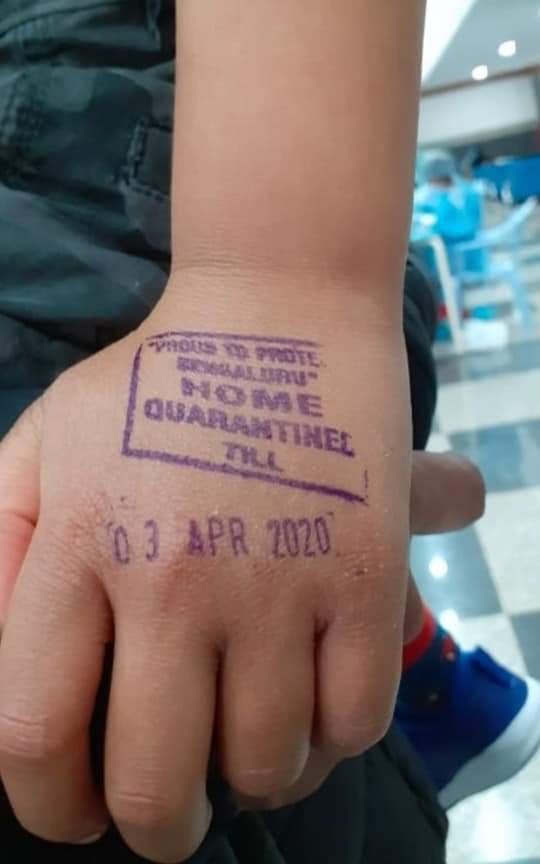 "PROUD TO PROTE
BENGALURU"
HOME
QUARANTINED
TILL
03 APR 2020